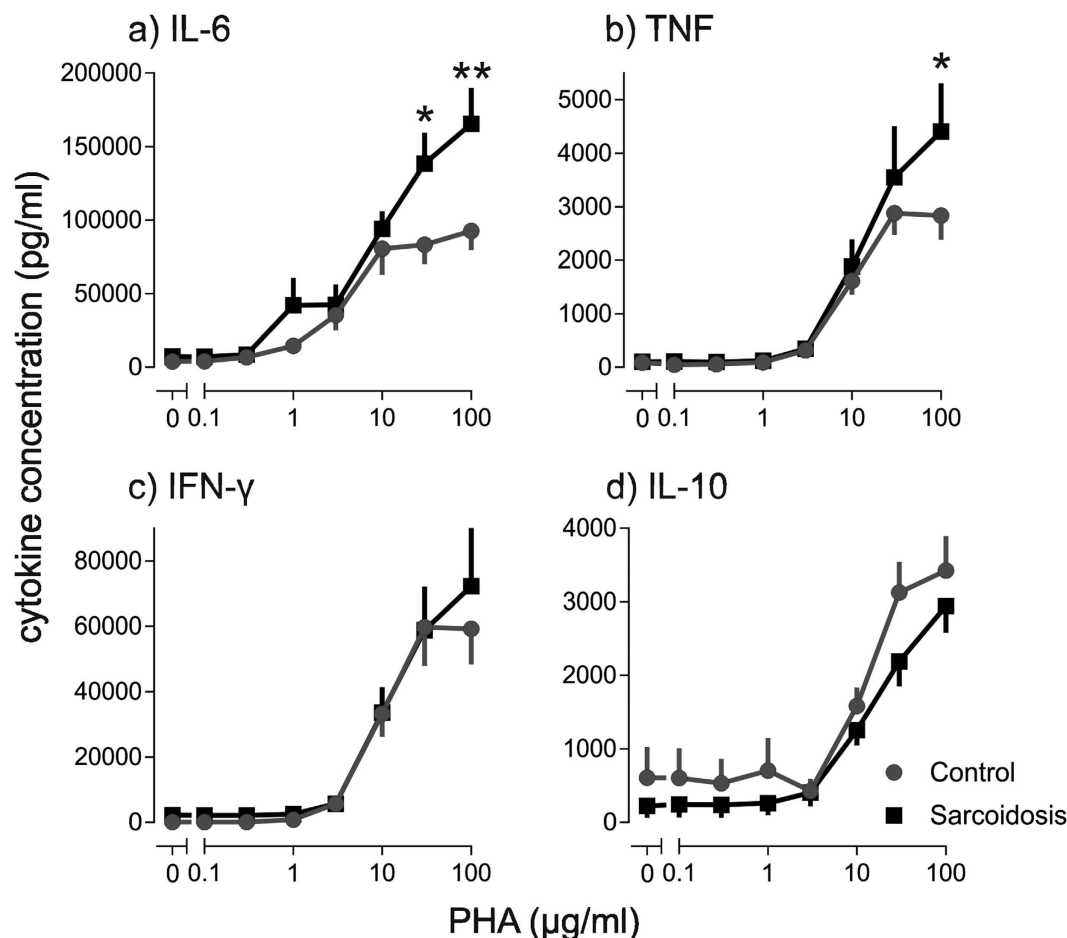 a) IL-6
200000
150000
100000
50000
0
0 0.1 1 10 100
*
**
b) TNF
5000
4000
3000
2000
1000
0
0 0.1 1 10 100
*
c) IFN-γ
80000
60000
40000
20000
0
0 0.1 1 10 100
d) IL-10
4000
3000
2000
1000
0
0 0.1 1 10 100
Control
Sarcoidosis
cytokine concentration (pg/ml)
PHA (μg/ml)